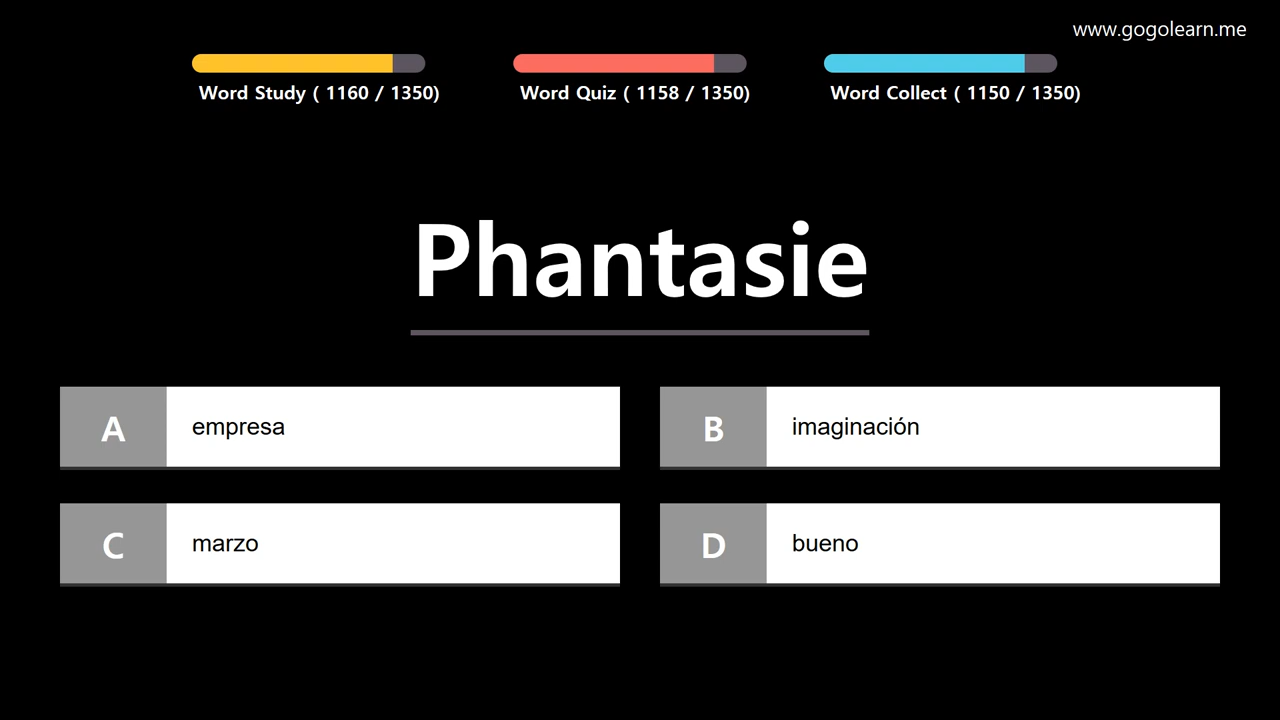 www.gogolearn.me
Word Study ( 1160 / 1350)
Word Quiz ( 1158 / 1350)
Word Collect ( 1150 / 1350)
Phantasie
A empresa
B imaginación
C marzo
D bueno